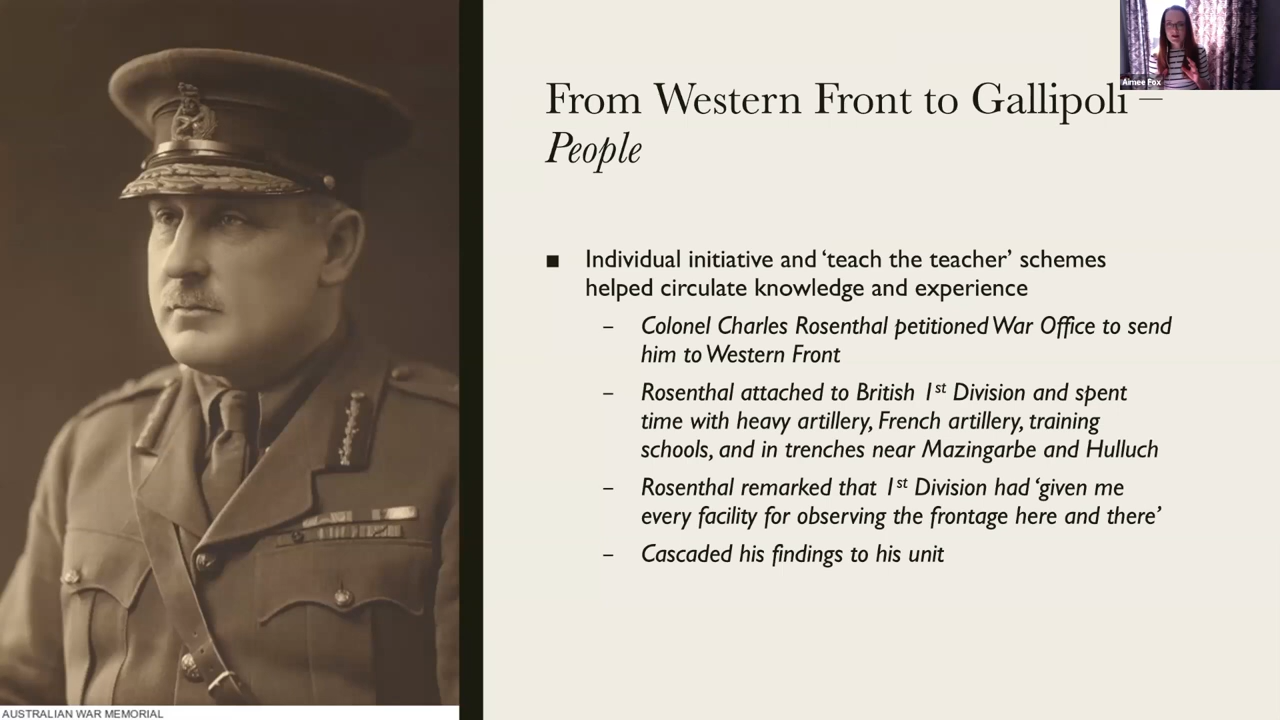 Aimee Fox
From Western Front to Gallipoli –
People
■ Individual initiative and ‘teach the teacher’ schemes
helped circulate knowledge and experience
– Colonel Charles Rosenthal petitioned War Office to send
him to Western Front
– Rosenthal attached to British 1st Division and spent
time with heavy artillery, French artillery, training
schools, and in trenches near Mazingarbe and Hulluch
– Rosenthal remarked that 1st Division had ‘given me
every facility for observing the frontage here and there’
– Cascaded his findings to his unit
AUSTRALIAN WAR MEMORIAL